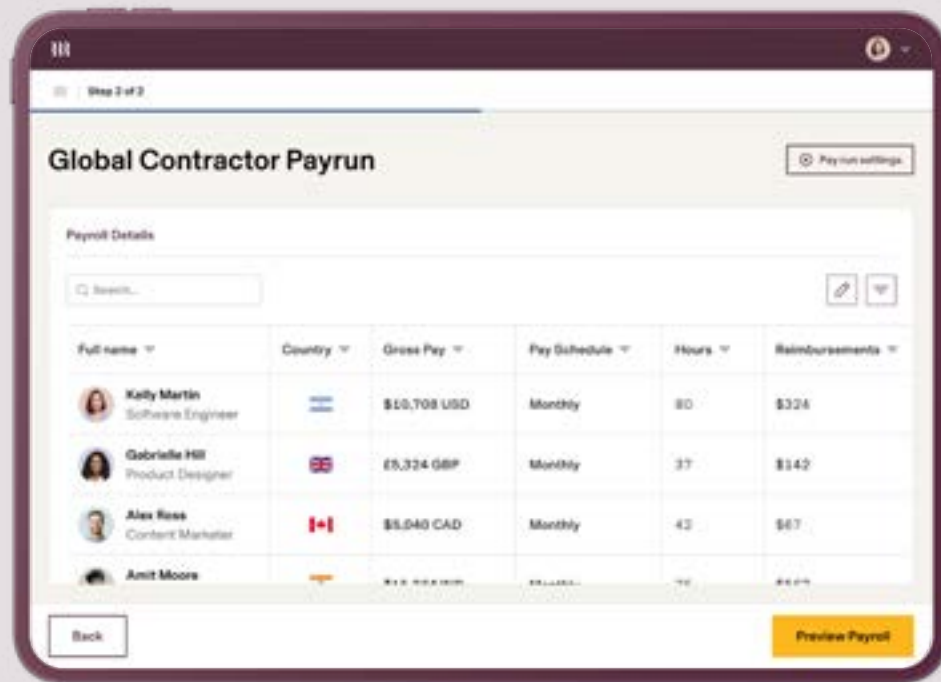 Step 2 of 2
Global Contractor Payrun
Pay run settings
Payroll Details
Search...
Full name Country Gross Pay Pay Schedule Hours Reimbursements
Kelly Martin
Software Engineer
$10,708 USD Monthly 80 $324
Gabrielle Hill
Product Designer
£5,324 GBP Monthly 37 $142
Alex Ross
Content Marketer
$5,040 CAD Monthly 42 $67
Amit Moore
Back
Preview Payroll